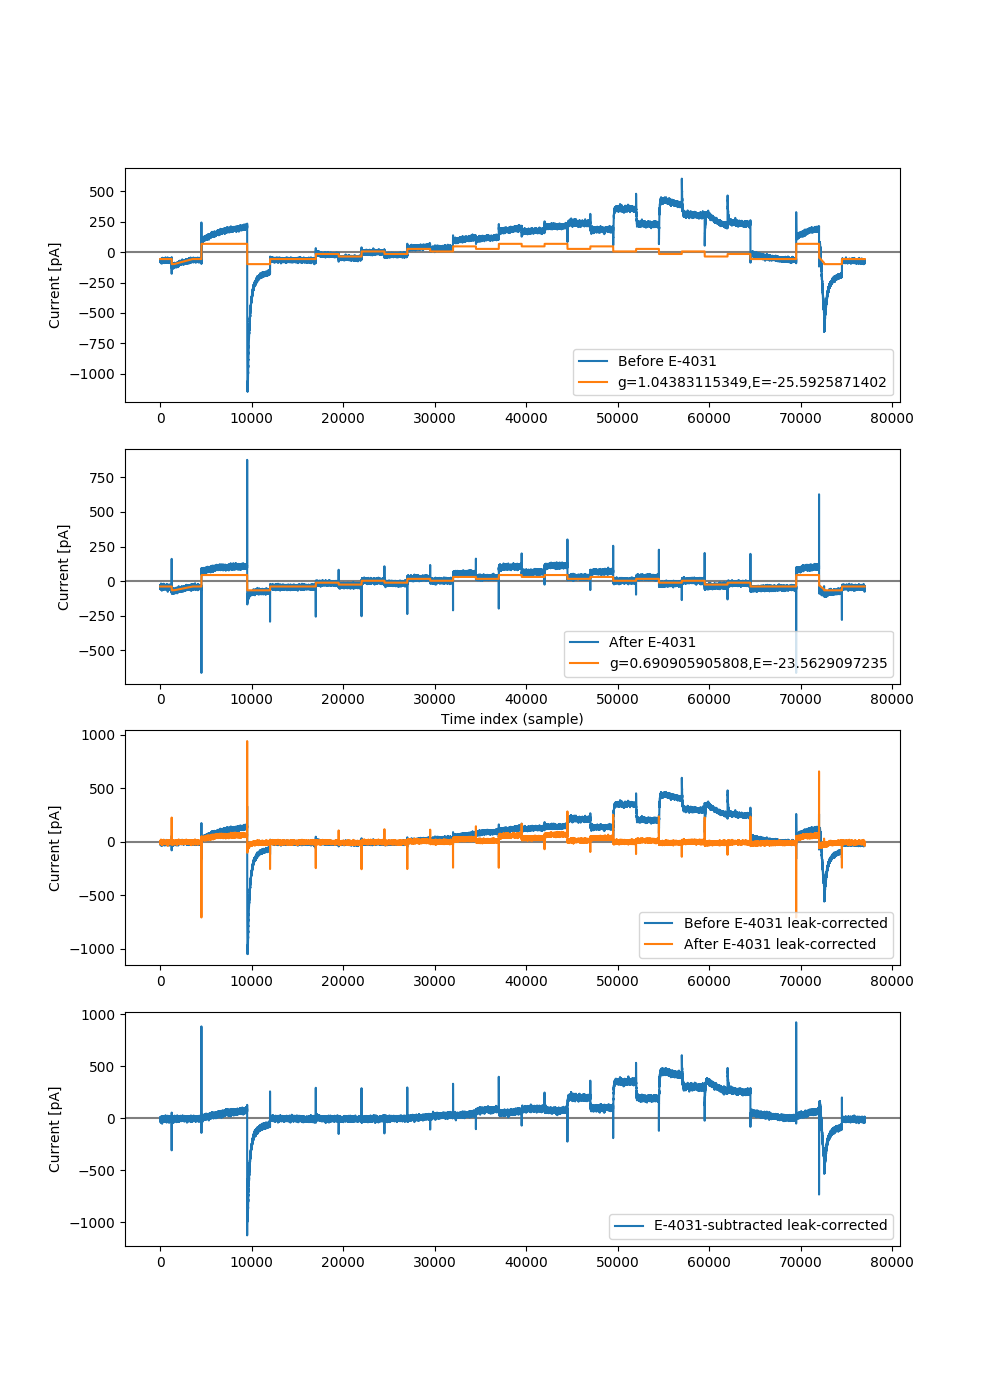 500
250
0
−250
−500
−750
−1000
Current [pA]
Before E-4031
g=1.04383115349,E=-25.5925871402
0 10000 20000 30000 40000 50000 60000 70000 80000
750
500
250
0
−250
−500
Current [pA]
After E-4031
g=0.690905905808,E=-23.5629097235
0 10000 20000 30000 40000 50000 60000 70000 80000
Time index (sample)
1000
500
0
−500
−1000
Current [pA]
Before E-4031 leak-corrected
After E-4031 leak-corrected
0 10000 20000 30000 40000 50000 60000 70000 80000
1000
500
0
−500
−1000
Current [pA]
E-4031-subtracted leak-corrected
0 10000 20000 30000 40000 50000 60000 70000 80000